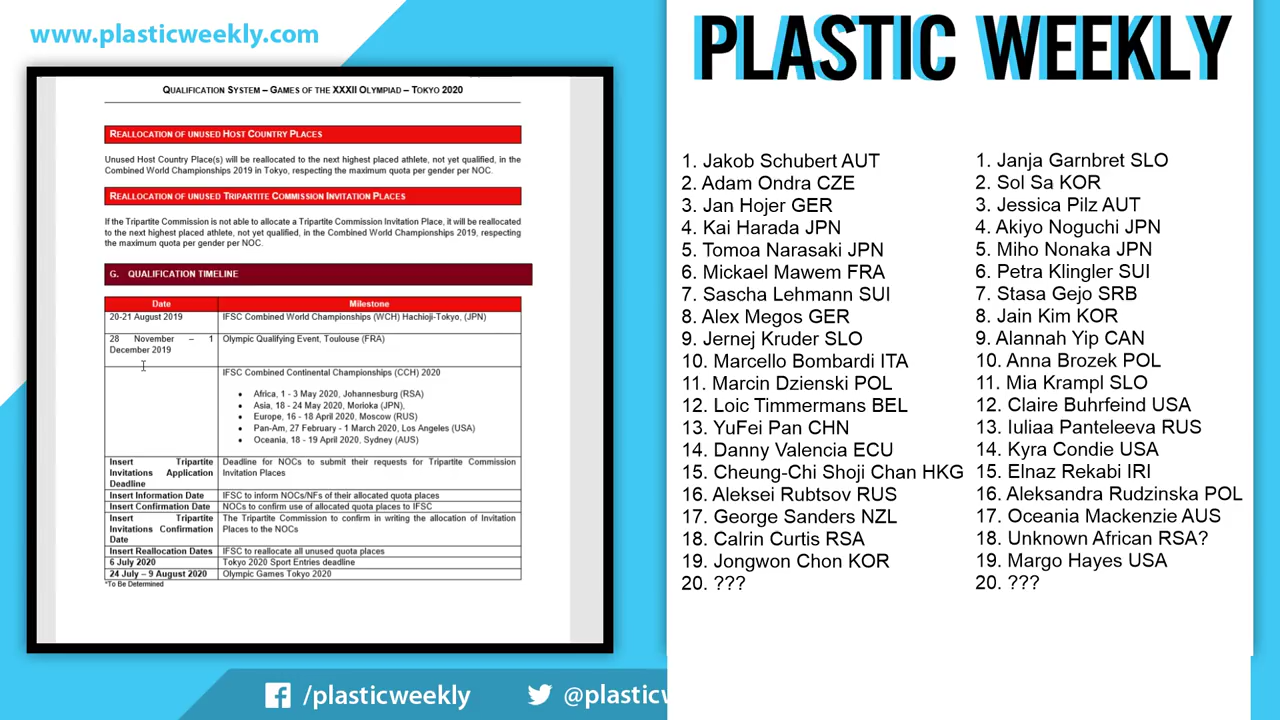 www.plasticweekly.com
QUALIFICATION SYSTEM – GAMES OF THE XXXII OLYMPIAD – TOKYO 2020
REALLOCATION OF UNUSED HOST COUNTRY PLACES
Unused Host Country Place(s) will be reallocated to the next highest placed athlete, not yet qualified, in the
Combined World Championships 2019 in Tokyo, respecting the maximum quota per gender per NOC.
REALLOCATION OF UNUSED TRIPARTITE COMMISSION INVITATION PLACES
If the Tripartite Commission is not able to allocate a Tripartite Commission Invitation Place, it will be reallocated
to the next highest placed athlete, not yet qualified, in the Combined World Championships 2019, respecting
the maximum quota per gender per NOC.
G. QUALIFICATION TIMELINE
Date Milestone
20-21 August 2019 IFSC Combined World Championships (WCH) Hachioji-Tokyo, (JPN)
28 November – 1 Olympic Qualifying Event, Toulouse (FRA)
December 2019
IFSC Combined Continental Championships (CCH) 2020
• Africa, 1 - 3 May 2020, Johannesburg (RSA)
• Asia, 18 - 24 May 2020, Morioka (JPN),
• Europe, 16 - 18 April 2020, Moscow (RUS)
• Pan-Am, 27 February - 1 March 2020, Los Angeles (USA)
• Oceania, 18 - 19 April 2020, Sydney (AUS)
Insert Tripartite Deadline for NOCs to submit their requests for Tripartite Commission
Invitations Application Invitation Places
Deadline
Insert Information Date IFSC to inform NOCs/NFs of their allocated quota places
Insert Confirmation Date NOCs to confirm use of allocated quota places to IFSC
Insert Tripartite The Tripartite Commission to confirm in writing the allocation of Invitation
Invitations Confirmation Places to the NOCs
Date
Insert Reallocation Dates IFSC to reallocate all unused quota places
6 July 2020 Tokyo 2020 Sport Entries deadline
24 July – 9 August 2020 Olympic Games Tokyo 2020
*To Be Determined
/plasticweekly
@plasticw
PLASTIC WEEKLY
1. Jakob Schubert AUT
2. Adam Ondra CZE
3. Jan Hojer GER
4. Kai Harada JPN
5. Tomoa Narasaki JPN
6. Mickael Mawem FRA
7. Sascha Lehmann SUI
8. Alex Megos GER
9. Jernej Kruder SLO
10. Marcello Bombardi ITA
11. Marcin Dzienski POL
12. Loic Timmermans BEL
13. YuFei Pan CHN
14. Danny Valencia ECU
15. Cheung-Chi Shoji Chan HKG
16. Aleksei Rubtsov RUS
17. George Sanders NZL
18. Calrin Curtis RSA
19. Jongwon Chon KOR
20. ???
1. Janja Garnbret SLO
2. Sol Sa KOR
3. Jessica Pilz AUT
4. Akiyo Noguchi JPN
5. Miho Nonaka JPN
6. Petra Klingler SUI
7. Stasa Gejo SRB
8. Jain Kim KOR
9. Alannah Yip CAN
10. Anna Brozek POL
11. Mia Krampl SLO
12. Claire Buhrfeind USA
13. Iuliaa Panteleeva RUS
14. Kyra Condie USA
15. Elnaz Rekabi IRI
16. Aleksandra Rudzinska POL
17. Oceania Mackenzie AUS
18. Unknown African RSA?
19. Margo Hayes USA
20. ???